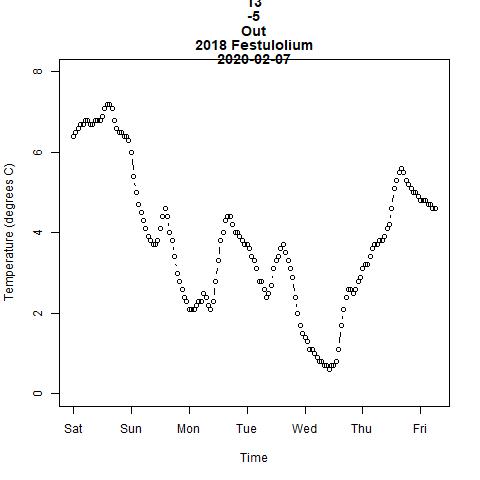 13
-5
Out
2018 Festulolium
2020-02-07
8
6
4
2
0
Temperature (degrees C)
Sat Sun Mon Tue Wed Thu Fri
Time